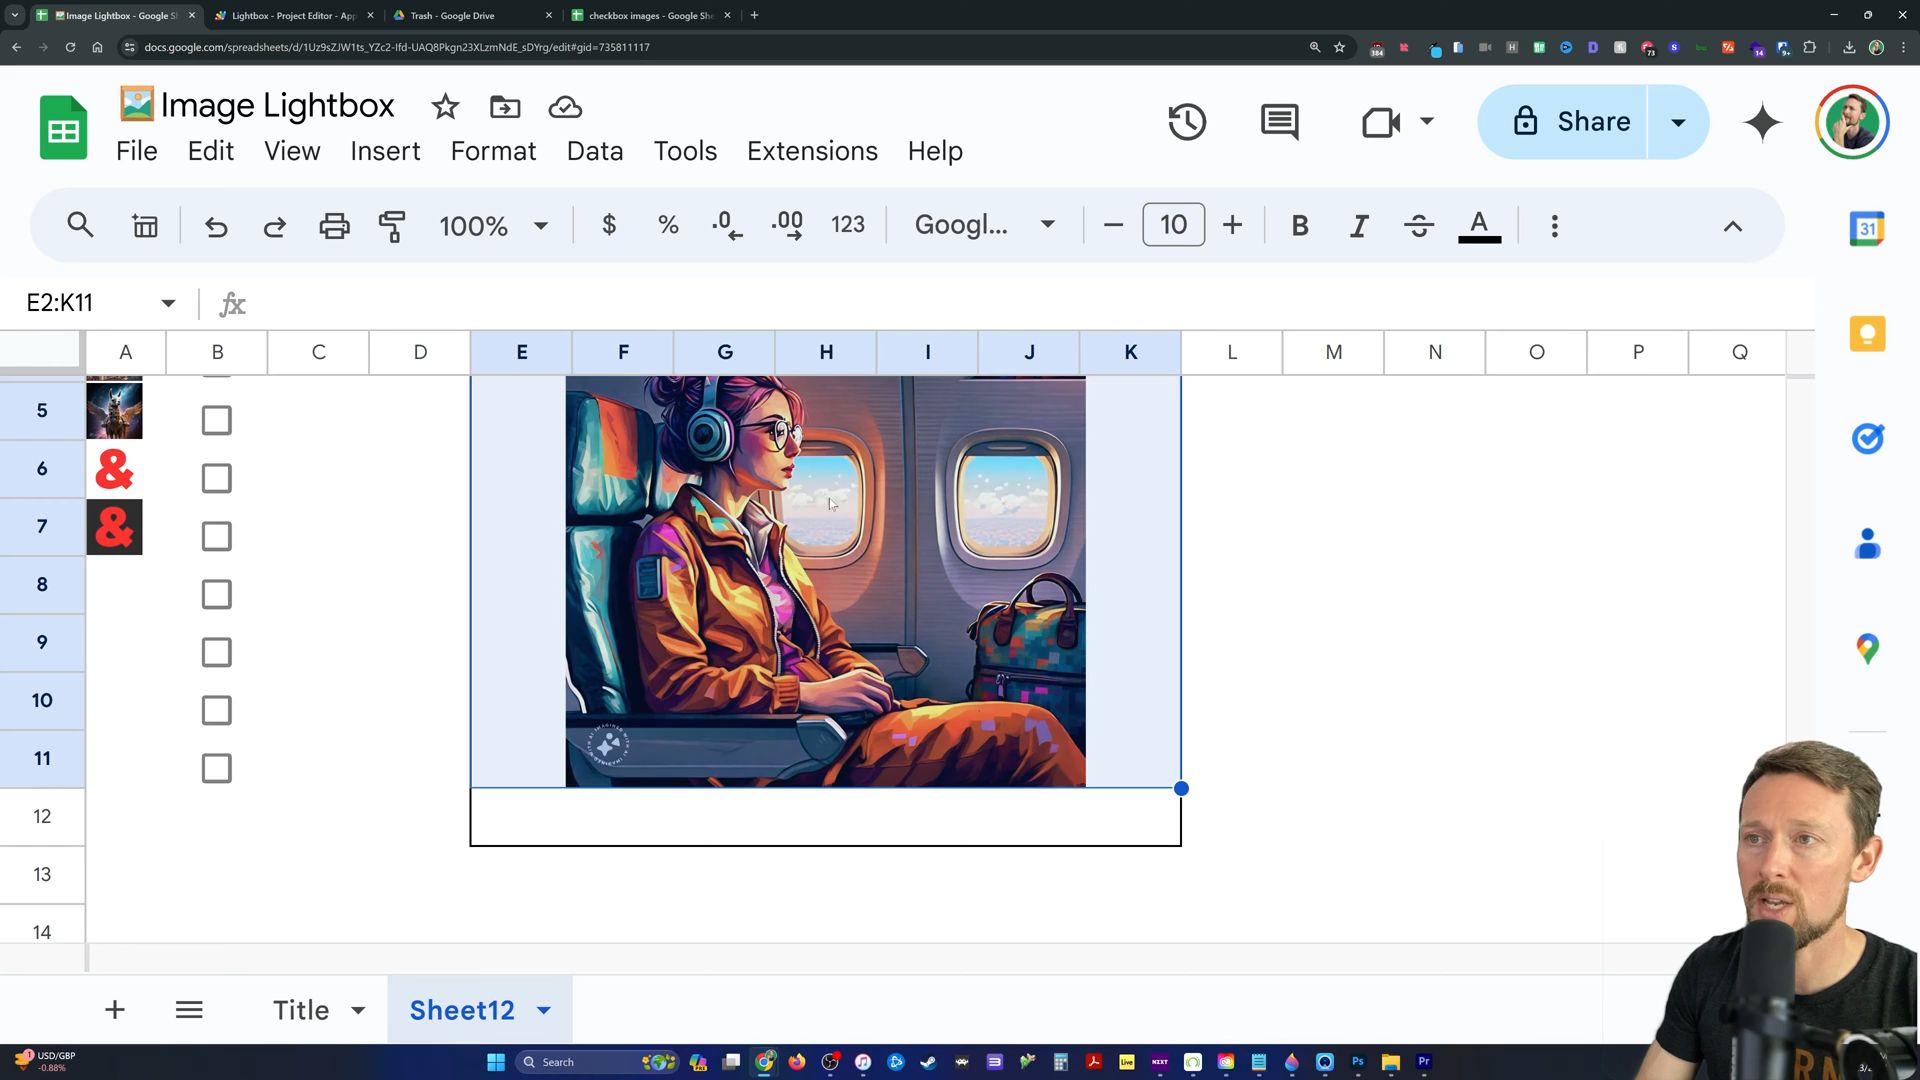 Image Lightbox - Google Sh
Lightbox - Project Editor - App
Trash - Google Drive
checkbox images - Google She
docs.google.com/spreadsheets/d/1Uz9sZJW1ts_YZc2-Ifd-UAQ8Pkgn23XLzmNdE_sDYrg/edit#gid=735811117
Image Lightbox
Share
File Edit View Insert Format Data Tools Extensions Help
100% $ % .0 .00 123 Googl... 10 B I A
31
E2:K11 fx
A B C D E F G H I J K L M N O P Q
5
6 &
7 &
8
9
10
11
12
13
14
Title Sheet12
USD/GBP
-0.88%
Search